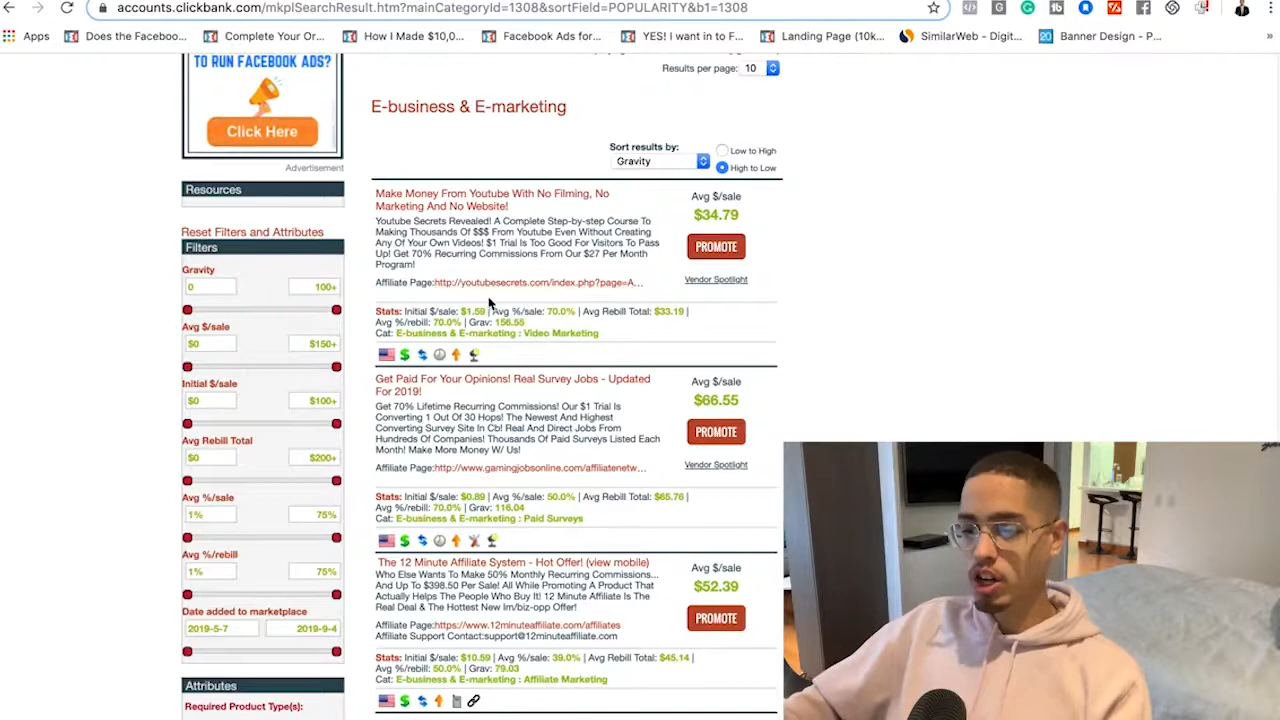 accounts.clickbank.com/mkplSearchResult.htm?mainCategoryId=1308&sortField=POPULARITY&b1=1308
Apps
Does the Faceboo...
Complete Your Or...
How I Made $10,0...
Facebook Ads for...
YES! I want in to F...
Landing Page (10k...
SimilarWeb - Digit...
Banner Design - P...
»
TO RUN FACEBOOK ADS?
Click Here
Advertisement
Resources
Reset Filters and Attributes
Filters
Gravity
0 100+
Avg $/sale
$0 $150+
Initial $/sale
$0 $100+
Avg Rebill Total
$0 $200+
Avg %/sale
1% 75%
Avg %/rebill
1% 75%
Date added to marketplace
2019-5-7 2019-9-4
Attributes
Required Product Type(s):
Results per page: 10
E-business & E-marketing
Sort results by:
Gravity
Low to High
High to Low
Make Money From Youtube With No Filming, No
Marketing And No Website!
Youtube Secrets Revealed! A Complete Step-by-step Course To
Making Thousands Of $$$ From Youtube Even Without Creating
Any Of Your Own Videos! $1 Trial Is Too Good For Visitors To Pass
Up! Get 70% Recurring Commissions From Our $27 Per Month
Program!
Affiliate Page:http://youtubesecrets.com/index.php?page=A...
Avg $/sale
$34.79
PROMOTE
Vendor Spotlight
Stats: Initial $/sale: $1.59 | Avg %/sale: 70.0% | Avg Rebill Total: $33.19 |
Avg %/rebill: 70.0% | Grav: 156.55
Cat: E-business & E-marketing : Video Marketing
Get Paid For Your Opinions! Real Survey Jobs - Updated
For 2019!
Get 70% Lifetime Recurring Commissions! Our $1 Trial Is
Converting 1 Out Of 30 Hops! The Newest And Highest
Converting Survey Site In Cb! Real And Direct Jobs From
Hundreds Of Companies! Thousands Of Paid Surveys Listed Each
Month! Make More Money W/ Us!
Affiliate Page:http://www.gamingjobsonline.com/affiliatenetw...
Avg $/sale
$66.55
PROMOTE
Vendor Spotlight
Stats: Initial $/sale: $0.89 | Avg %/sale: 50.0% | Avg Rebill Total: $65.76 |
Avg %/rebill: 70.0% | Grav: 116.04
Cat: E-business & E-marketing : Paid Surveys
The 12 Minute Affiliate System - Hot Offer! (view mobile)
Who Else Wants To Make 50% Monthly Recurring Commissions...
And Up To $398.50 Per Sale! All While Promoting A Product That
Actually Helps The People Who Buy It! 12 Minute Affiliate Is The
Real Deal & The Hottest New Im/biz-opp Offer!
Affiliate Page:https://www.12minuteaffiliate.com/affiliates
Affiliate Support Contact:support@12minuteaffiliate.com
Avg $/sale
$52.39
PROMOTE
Stats: Initial $/sale: $10.59 | Avg %/sale: 39.0% | Avg Rebill Total: $45.14 |
Avg %/rebill: 50.0% | Grav: 79.03
Cat: E-business & E-marketing : Affiliate Marketing